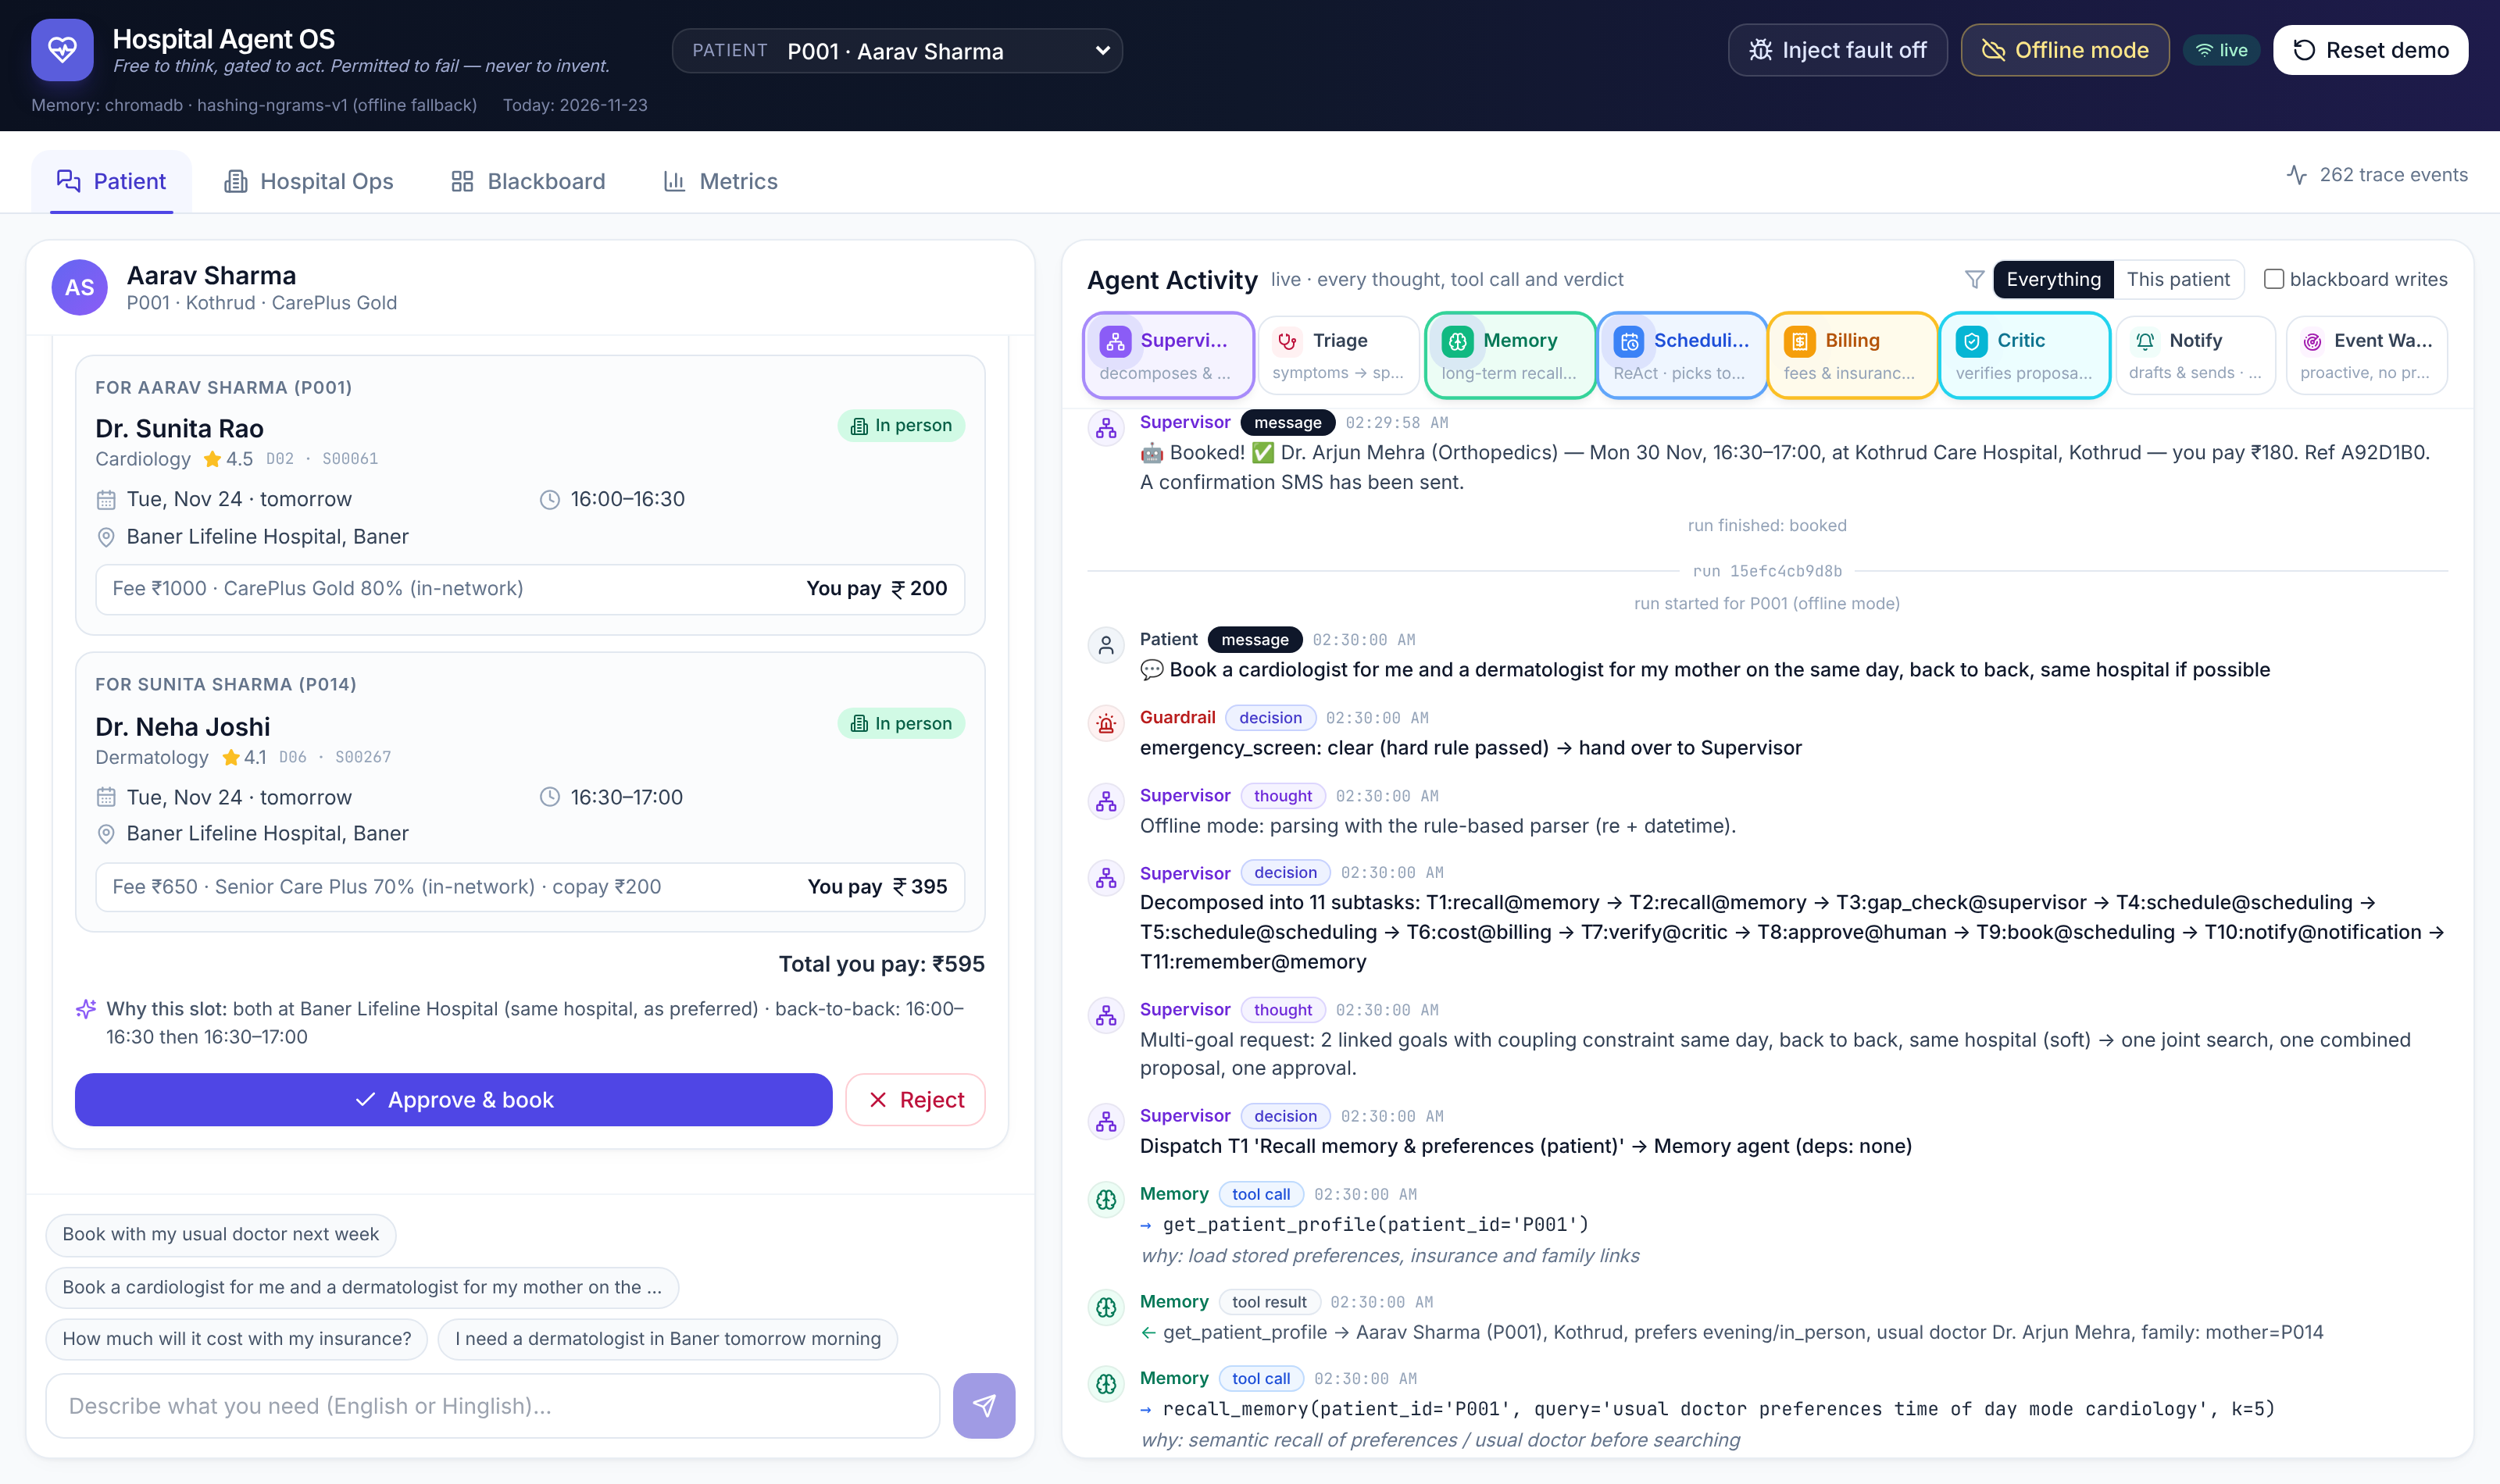 Hospital Agent OS
Free to think, gated to act. Permitted to fail — never to invent.
PATIENT P001 · Aarav Sharma
Inject fault off
Offline mode
live
Reset demo
Memory: chromadb · hashing-ngrams-v1 (offline fallback) Today: 2026-11-23
Patient
Hospital Ops
Blackboard
Metrics
262 trace events
AS
Aarav Sharma
P001 · Kothrud · CarePlus Gold
FOR AARAV SHARMA (P001)
Dr. Sunita Rao
In person
Cardiology 4.5 D02 · S00061
Tue, Nov 24 · tomorrow
16:00–16:30
Baner Lifeline Hospital, Baner
Fee ₹1000 · CarePlus Gold 80% (in-network)
You pay ₹ 200
FOR SUNITA SHARMA (P014)
Dr. Neha Joshi
In person
Dermatology 4.1 D06 · S00267
Tue, Nov 24 · tomorrow
16:30–17:00
Baner Lifeline Hospital, Baner
Fee ₹650 · Senior Care Plus 70% (in-network) · copay ₹200
You pay ₹ 395
Total you pay: ₹595
Why this slot: both at Baner Lifeline Hospital (same hospital, as preferred) · back-to-back: 16:00–
16:30 then 16:30–17:00
Approve & book
Reject
Book with my usual doctor next week
Book a cardiologist for me and a dermatologist for my mother on the ...
How much will it cost with my insurance?
I need a dermatologist in Baner tomorrow morning
Describe what you need (English or Hinglish)...
Agent Activity live · every thought, tool call and verdict
Everything
This patient
blackboard writes
Supervi...
decomposes & ...
Triage
symptoms → sp...
Memory
long-term recall...
Scheduli...
ReAct · picks to...
Billing
fees & insuranc...
Critic
verifies proposa...
Notify
drafts & sends · ...
Event Wa...
proactive, no pr...
Supervisor message 02:29:58 AM
🤖 Booked! ✅ Dr. Arjun Mehra (Orthopedics) — Mon 30 Nov, 16:30–17:00, at Kothrud Care Hospital, Kothrud — you pay ₹180. Ref A92D1B0.
A confirmation SMS has been sent.
run finished: booked
run 15efc4cb9d8b
run started for P001 (offline mode)
Patient message 02:30:00 AM
💬 Book a cardiologist for me and a dermatologist for my mother on the same day, back to back, same hospital if possible
Guardrail decision 02:30:00 AM
emergency_screen: clear (hard rule passed) → hand over to Supervisor
Supervisor thought 02:30:00 AM
Offline mode: parsing with the rule-based parser (re + datetime).
Supervisor decision 02:30:00 AM
Decomposed into 11 subtasks: T1:recall@memory → T2:recall@memory → T3:gap_check@supervisor → T4:schedule@scheduling →
T5:schedule@scheduling → T6:cost@billing → T7:verify@critic → T8:approve@human → T9:book@scheduling → T10:notify@notification →
T11:remember@memory
Supervisor thought 02:30:00 AM
Multi-goal request: 2 linked goals with coupling constraint same day, back to back, same hospital (soft) → one joint search, one combined
proposal, one approval.
Supervisor decision 02:30:00 AM
Dispatch T1 'Recall memory & preferences (patient)' → Memory agent (deps: none)
Memory tool call 02:30:00 AM
→ get_patient_profile(patient_id='P001')
why: load stored preferences, insurance and family links
Memory tool result 02:30:00 AM
← get_patient_profile → Aarav Sharma (P001), Kothrud, prefers evening/in_person, usual doctor Dr. Arjun Mehra, family: mother=P014
Memory tool call 02:30:00 AM
→ recall_memory(patient_id='P001', query='usual doctor preferences time of day mode cardiology', k=5)
why: semantic recall of preferences / usual doctor before searching